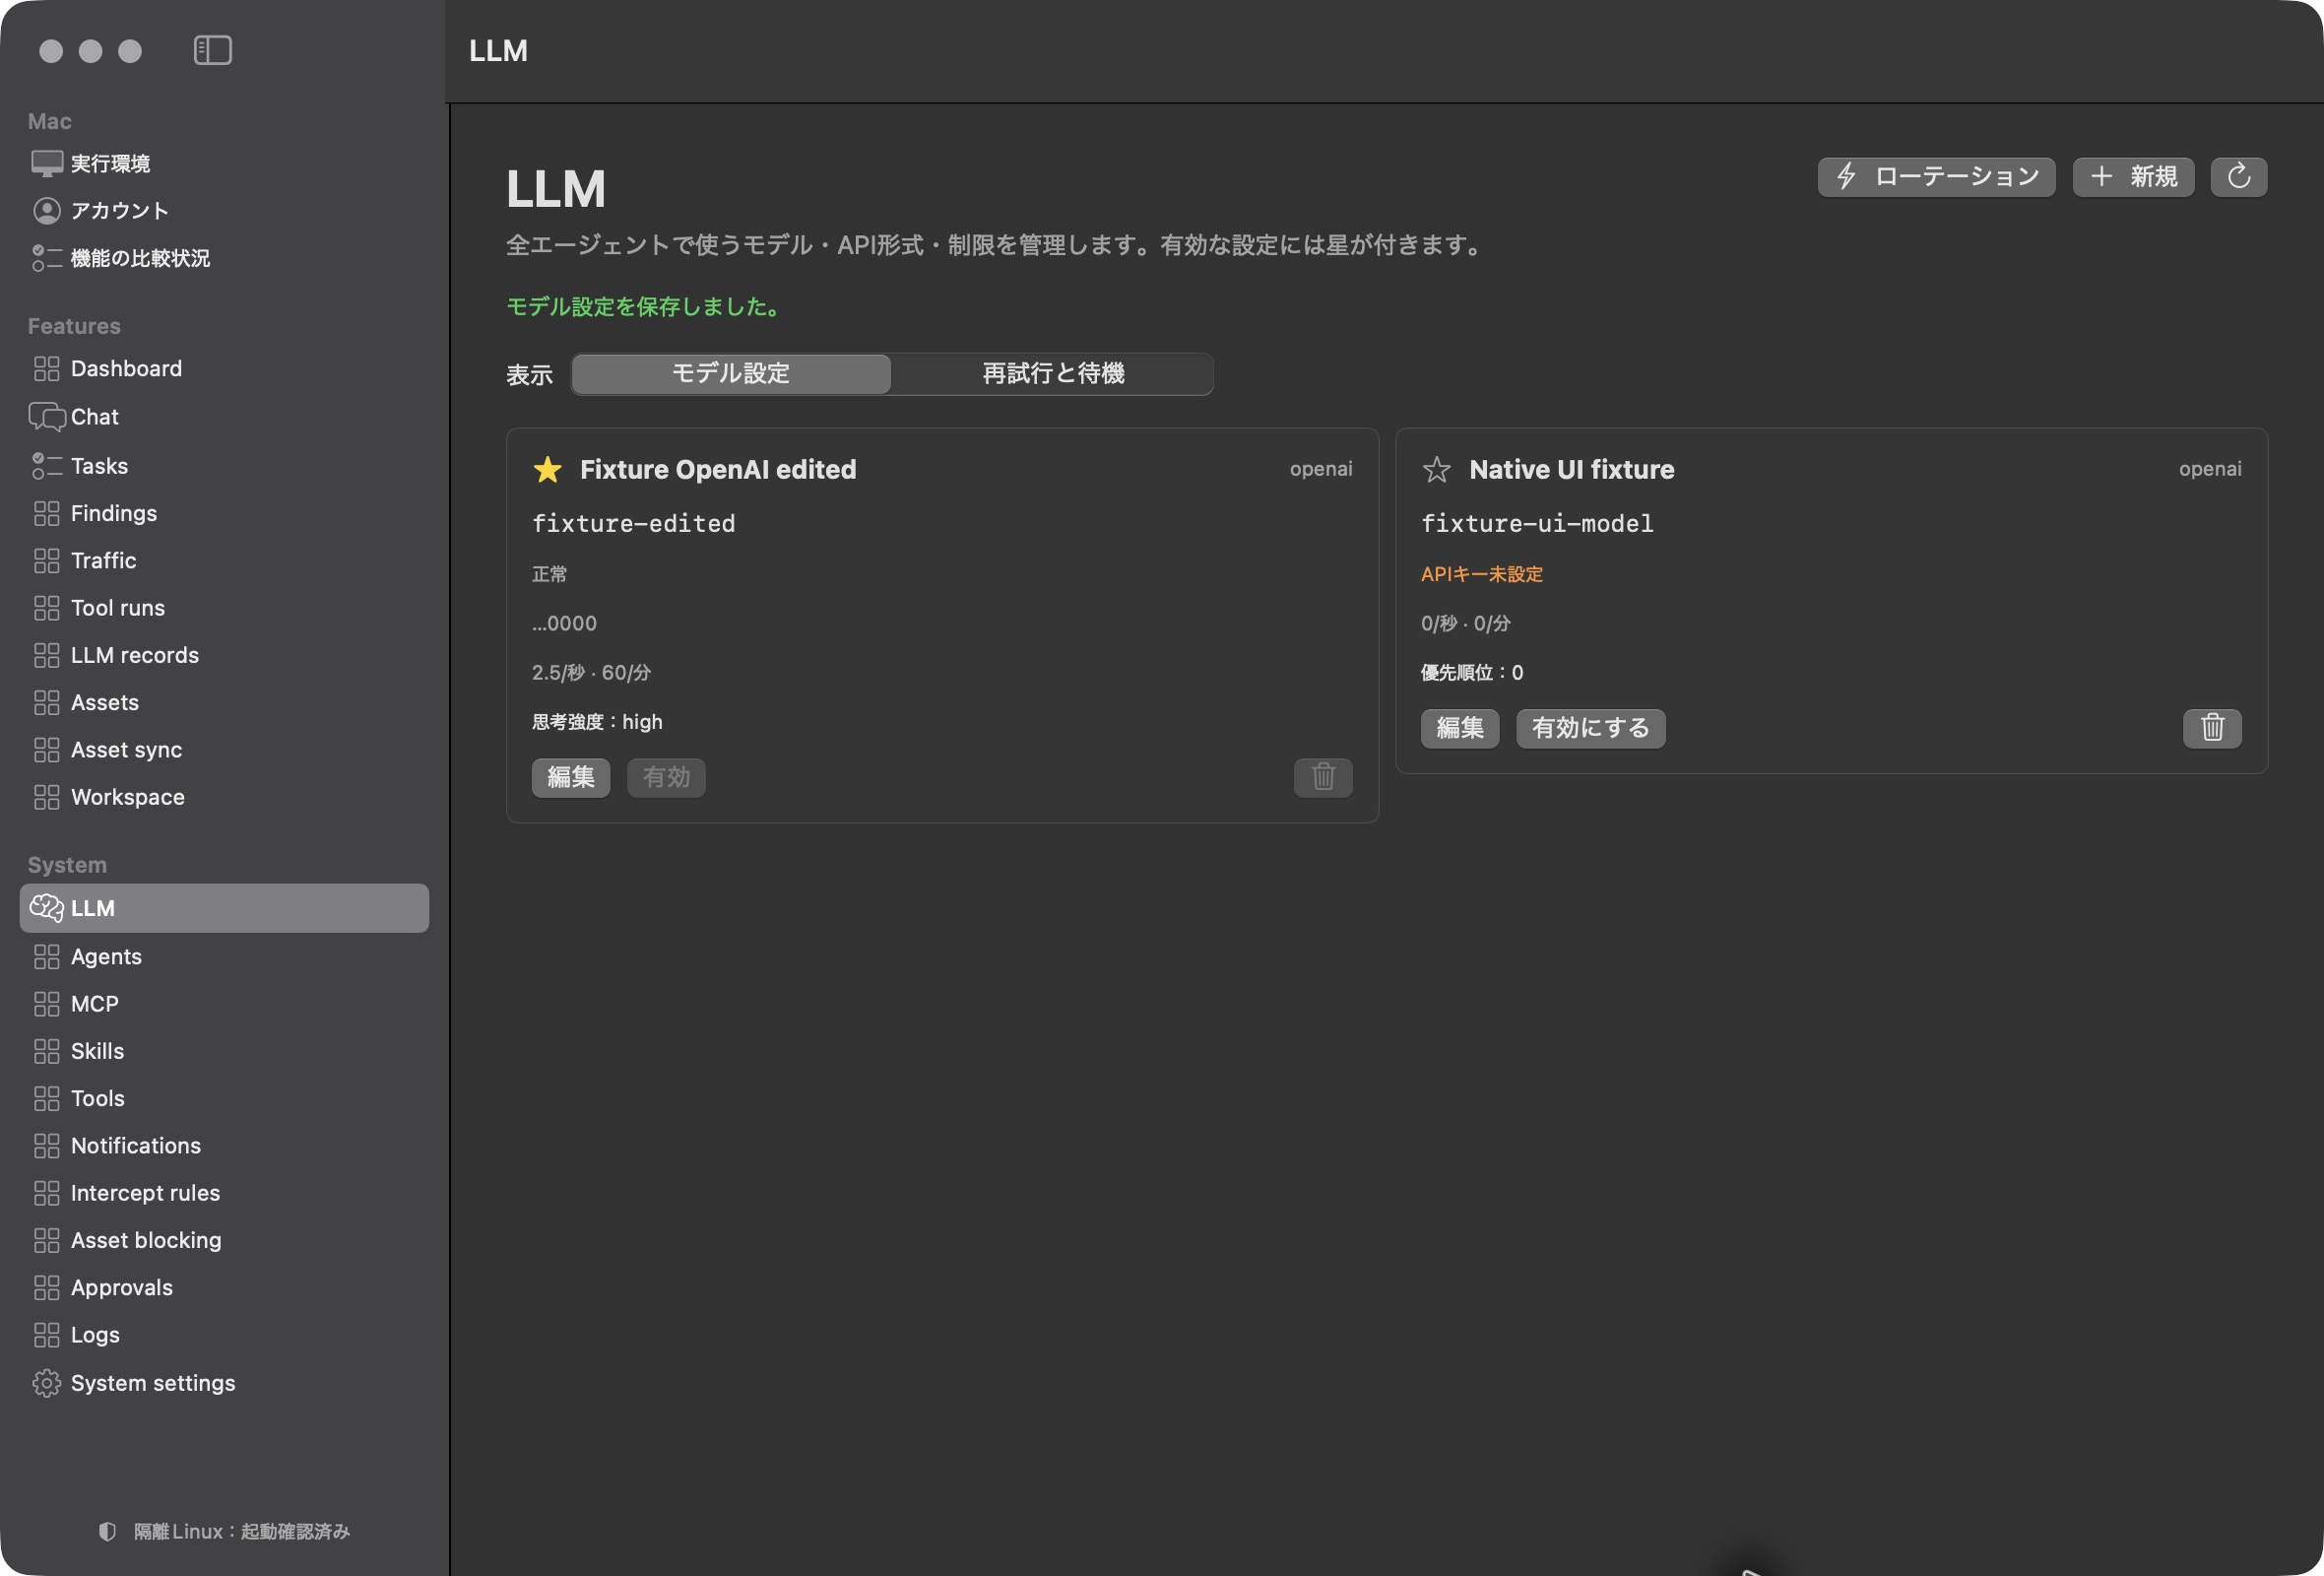 LLM
Mac
実行環境
アカウント
機能の比較状況
Features
Dashboard
Chat
Tasks
Findings
Traffic
Tool runs
LLM records
Assets
Asset sync
Workspace
System
LLM
Agents
MCP
Skills
Tools
Notifications
Intercept rules
Asset blocking
Approvals
Logs
System settings
隔離Linux：起動確認済み
LLM
ローテーション
新規
全エージェントで使うモデル・API形式・制限を管理します。有効な設定には星が付きます。
モデル設定を保存しました。
表示 モデル設定 再試行と待機
Fixture OpenAI edited openai
fixture-edited
正常
...0000
2.5/秒 · 60/分
思考強度：high
編集 有効
Native UI fixture openai
fixture-ui-model
APIキー未設定
0/秒 · 0/分
優先順位：0
編集 有効にする